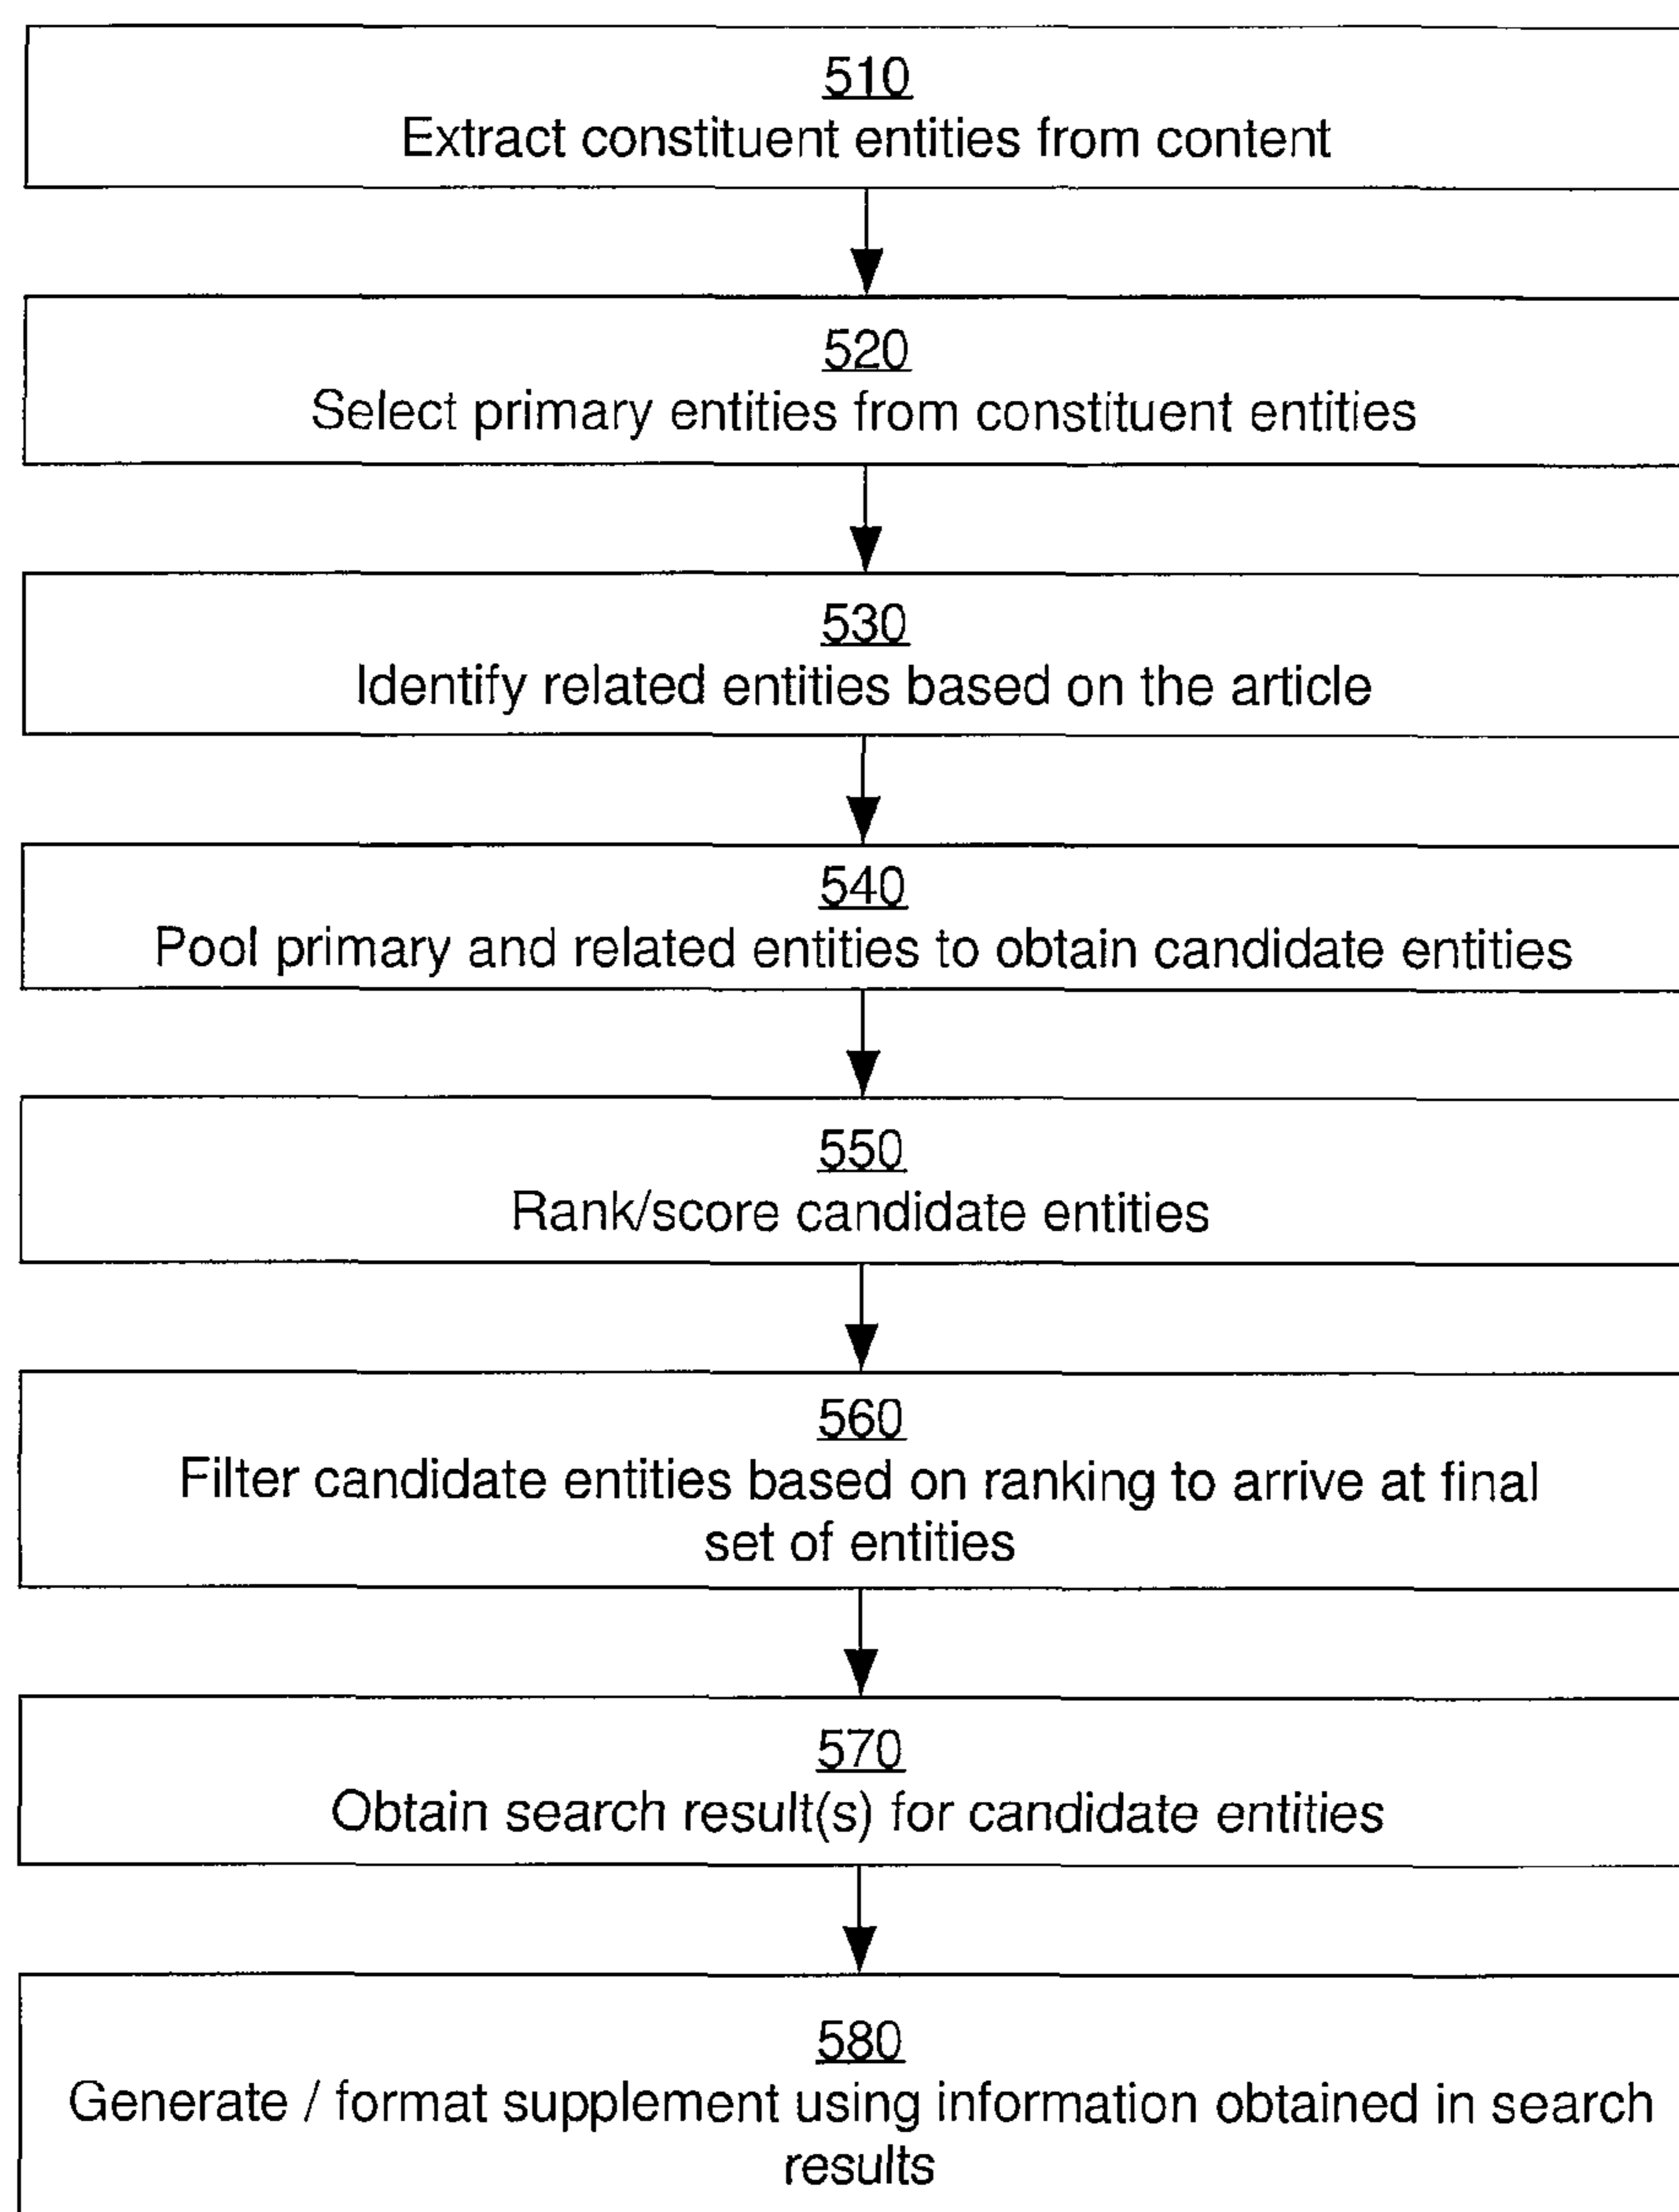 510
Extract constituent entities from content
520
Select primary entities from constituent entities
530
Identify related entities based on the article
540
Pool primary and related entities to obtain candidate entities
550
Rank/score candidate entities
560
Filter candidate entities based on ranking to arrive at final
set of entities
570
Obtain search result(s) for candidate entities
580
Generate / format supplement using information obtained in search
results